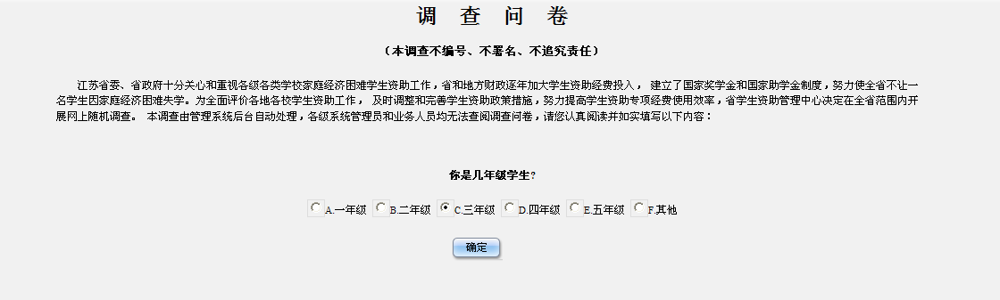 调 查 问 卷
（本调查不编号、不署名、不追究责任）
江苏省委、省政府十分关心和重视各级各类学校家庭经济困难学生资助工作，省和地方财政逐年加大学生资助经费投入， 建立了国家奖学金和国家助学金制度，努力使全省不让一
名学生因家庭经济困难失学。为全面评价各地各校学生资助工作， 及时调整和完善学生资助政策措施，努力提高学生资助专项经费使用效率，省学生资助管理中心决定在全省范围内开
展网上随机调查。 本调查由管理系统后台自动处理，各级系统管理员和业务人员均无法查阅调查问卷，请您认真阅读并如实填写以下内容：
你是几年级学生?
A.一年级 B.二年级 C.三年级 D.四年级 E.五年级 F.其他
确定